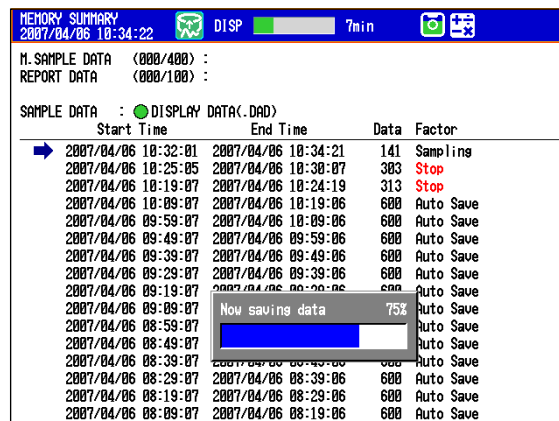 MEMORY SUMMARY
2007/04/06 10:34:22 DISP 7min
M.SAMPLE DATA (000/400) :
REPORT DATA (000/100) :
SAMPLE DATA : DISPLAY DATA(.DAD)
Start Time End Time Data Factor
2007/04/06 10:32:01 2007/04/06 10:34:21 141 Sampling
2007/04/06 10:25:05 2007/04/06 10:30:07 303 Stop
2007/04/06 10:19:07 2007/04/06 10:24:19 313 Stop
2007/04/06 10:09:07 2007/04/06 10:19:06 600 Auto Save
2007/04/06 09:59:07 2007/04/06 10:09:06 600 Auto Save
2007/04/06 09:49:07 2007/04/06 09:59:06 600 Auto Save
2007/04/06 09:39:07 2007/04/06 09:49:06 600 Auto Save
2007/04/06 09:29:07 2007/04/06 09:39:06 600 Auto Save
2007/04/06 09:19:07 2007/04/06 09:29:06 600 Auto Save
2007/04/06 09:09:07 Auto Save
Now saving data 75%
2007/04/06 08:59:07 Auto Save
2007/04/06 08:49:07 Auto Save
2007/04/06 08:39:07 2007/04/06 08:49:06 600 Auto Save
2007/04/06 08:29:07 2007/04/06 08:39:06 600 Auto Save
2007/04/06 08:19:07 2007/04/06 08:29:06 600 Auto Save
2007/04/06 08:09:07 2007/04/06 08:19:06 600 Auto Save